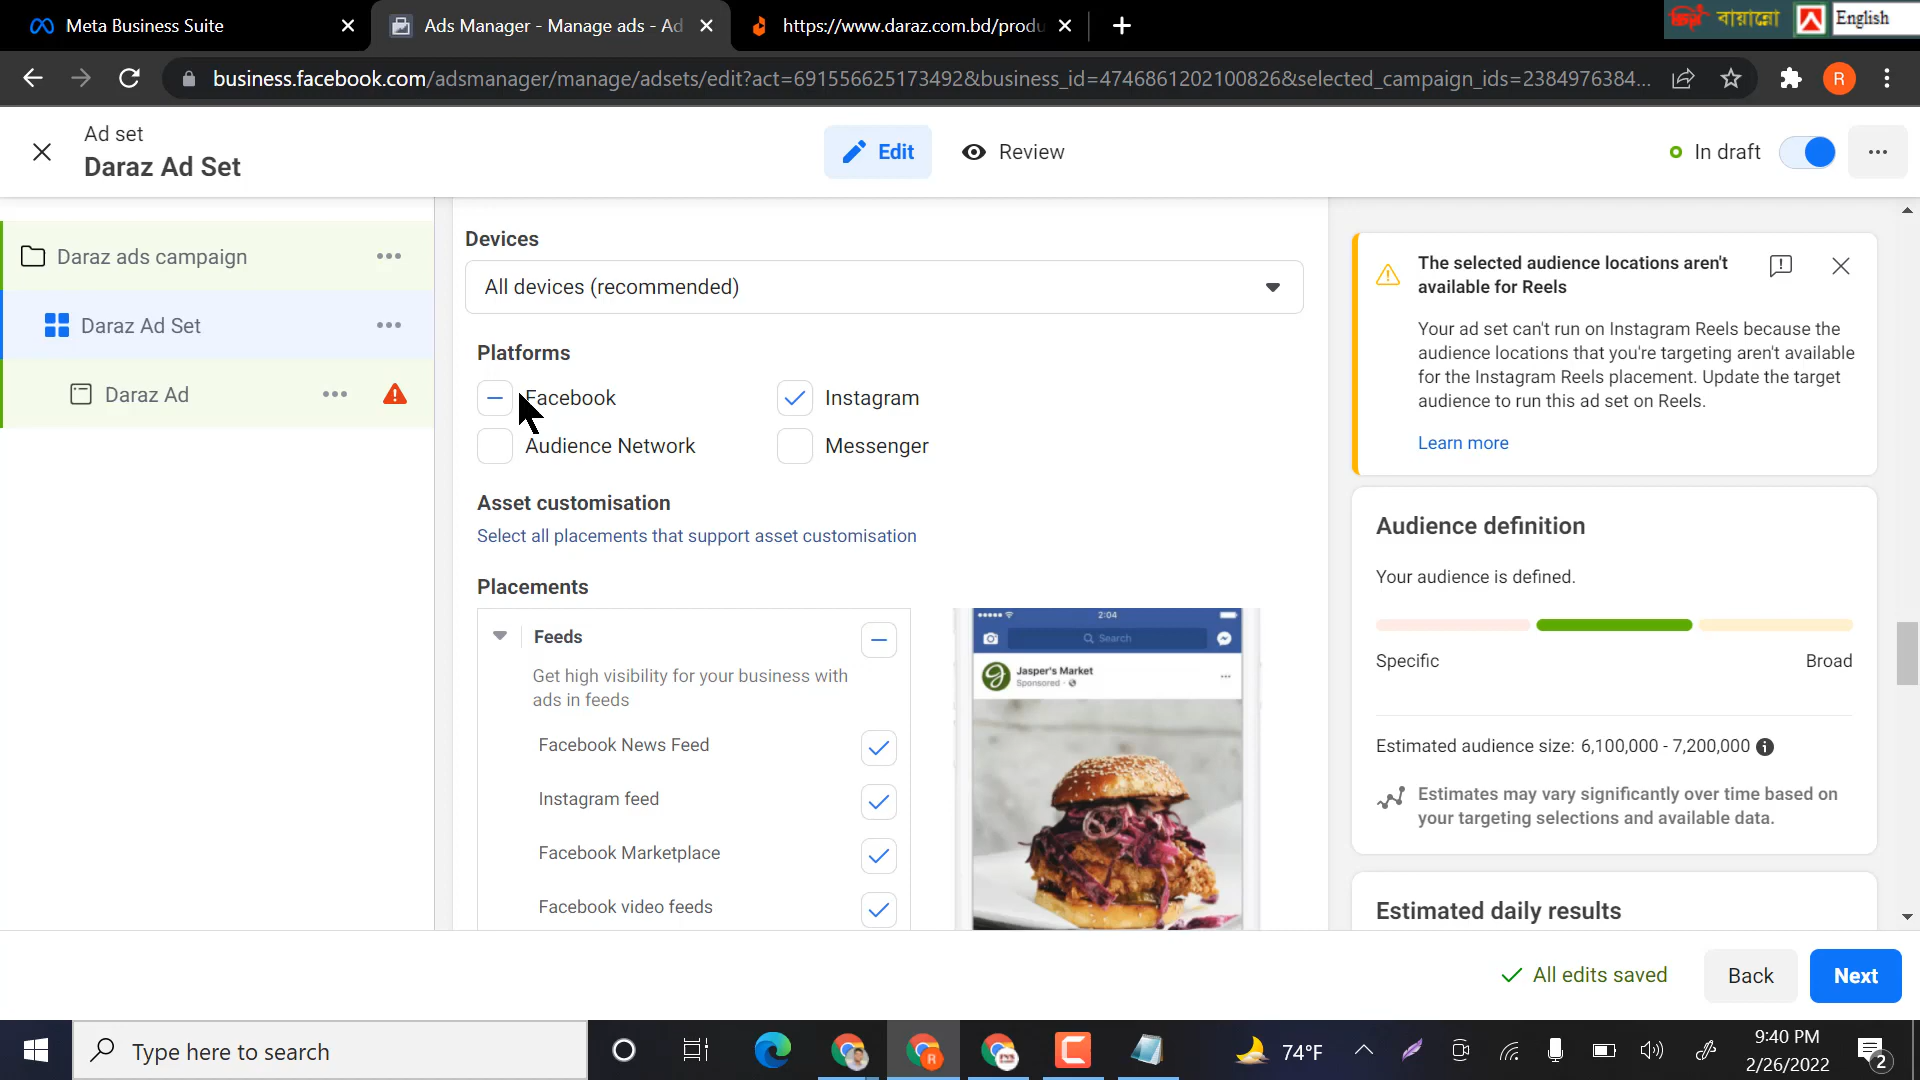 Meta Business Suite
Ads Manager - Manage ads - Ad
https://www.daraz.com.bd/produ
বায়ান্নো
English
business.facebook.com/adsmanager/manage/adsets/edit?act=691556625173492&business_id=4746861202100826&selected_campaign_ids=2384976384...
R
Ad set
Daraz Ad Set
Edit
Review
In draft
Daraz ads campaign
Daraz Ad Set
Daraz Ad
Devices
All devices (recommended)
Platforms
Facebook
Instagram
Audience Network
Messenger
Asset customisation
Select all placements that support asset customisation
Placements
Feeds
Get high visibility for your business with
ads in feeds
Facebook News Feed
Instagram feed
Facebook Marketplace
Facebook video feeds
2:04
Search
Jasper's Market
Sponsored
The selected audience locations aren't
available for Reels
Your ad set can't run on Instagram Reels because the
audience locations that you're targeting aren't available
for the Instagram Reels placement. Update the target
audience to run this ad set on Reels.
Learn more
Audience definition
Your audience is defined.
Specific
Broad
Estimated audience size: 6,100,000 - 7,200,000
Estimates may vary significantly over time based on
your targeting selections and available data.
Estimated daily results
All edits saved
Back
Next
Type here to search
R
74°F
9:40 PM
2/26/2022
2